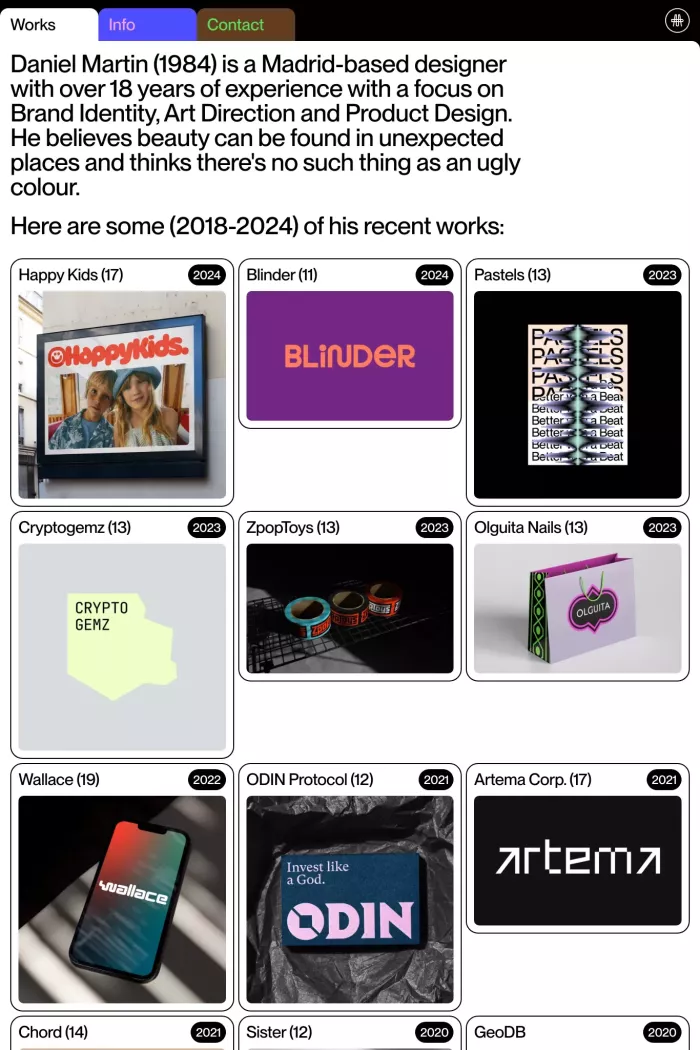 Works
Info
Contact
Daniel Martin (1984) is a Madrid-based designer
with over 18 years of experience with a focus on
Brand Identity, Art Direction and Product Design.
He believes beauty can be found in unexpected
places and thinks there's no such thing as an ugly
colour.
Here are some (2018-2024) of his recent works:
Happy Kids (17)
2024
HappyKids.
Blinder (11)
2024
BLINDER
Pastels (13)
2023
PASTELS
PASTELS
PASTELS
Cryptogemz (13)
2023
CRYPTO
GEMZ
ZpopToys (13)
2023
Olguita Nails (13)
2023
OLGUITA
Wallace (19)
2022
wallace
ODIN Protocol (12)
2021
Invest like
a God.
ODIN
Artema Corp. (17)
2021
artema
Chord (14)
2021
Sister (12)
2020
GeoDB
2020